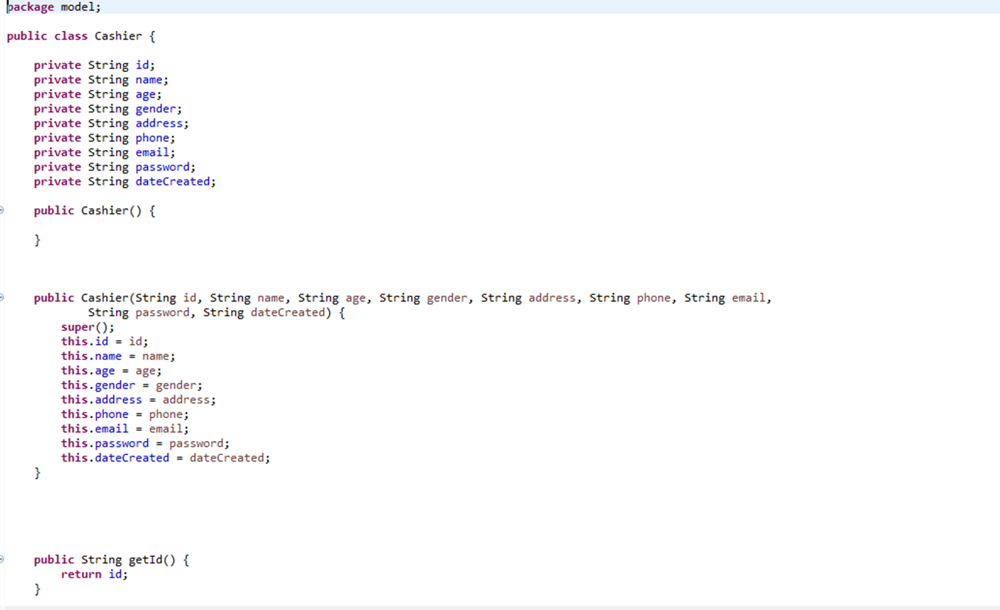 package model;
public class Cashier {
private String id;
private String name;
private String age;
private String gender;
private String address;
private String phone;
private String email;
private String password;
private String dateCreated;
public Cashier() {
}
public Cashier(String id, String name, String age, String gender, String address, String phone, String email,
String password, String dateCreated) {
super();
this.id = id;
this.name = name;
this.age = age;
this.gender = gender;
this.address = address;
this.phone = phone;
this.email = email;
this.password = password;
this.dateCreated = dateCreated;
}
public String getId() {
return id;
}